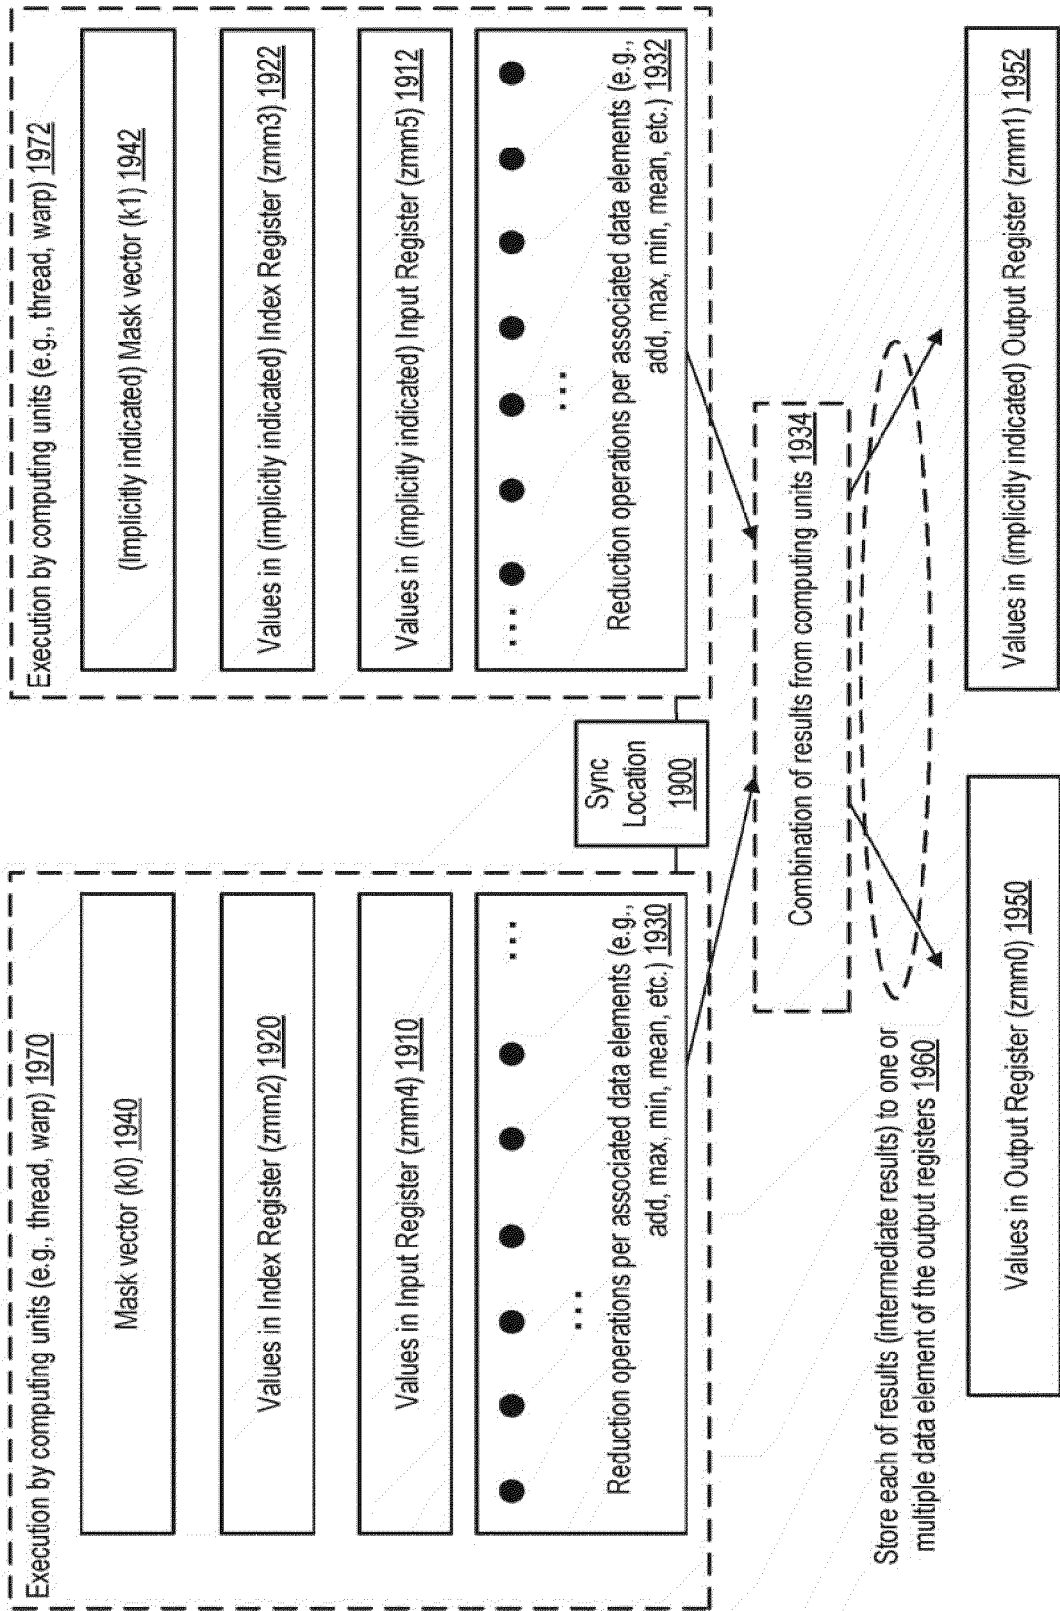 Execution by computing units (e.g., thread, warp) 1970
Mask vector (k0) 1940
Values in Index Register (zmm2) 1920
Values in Input Register (zmm4) 1910
...
...
Reduction operations per associated data elements (e.g.,
add, max, min, mean, etc.) 1930
Sync
Location
1900
Execution by computing units (e.g., thread, warp) 1972
(Implicitly indicated) Mask vector (k1) 1942
Values in (implicitly indicated) Index Register (zmm3) 1922
Values in (implicitly indicated) Input Register (zmm5) 1912
...
...
Reduction operations per associated data elements (e.g.,
add, max, min, mean, etc.) 1932
Combination of results from computing units 1934
Store each of results (intermediate results) to one or
multiple data element of the output registers 1960
Values in Output Register (zmm0) 1950
Values in (implicitly indicated) Output Register (zmm1) 1952